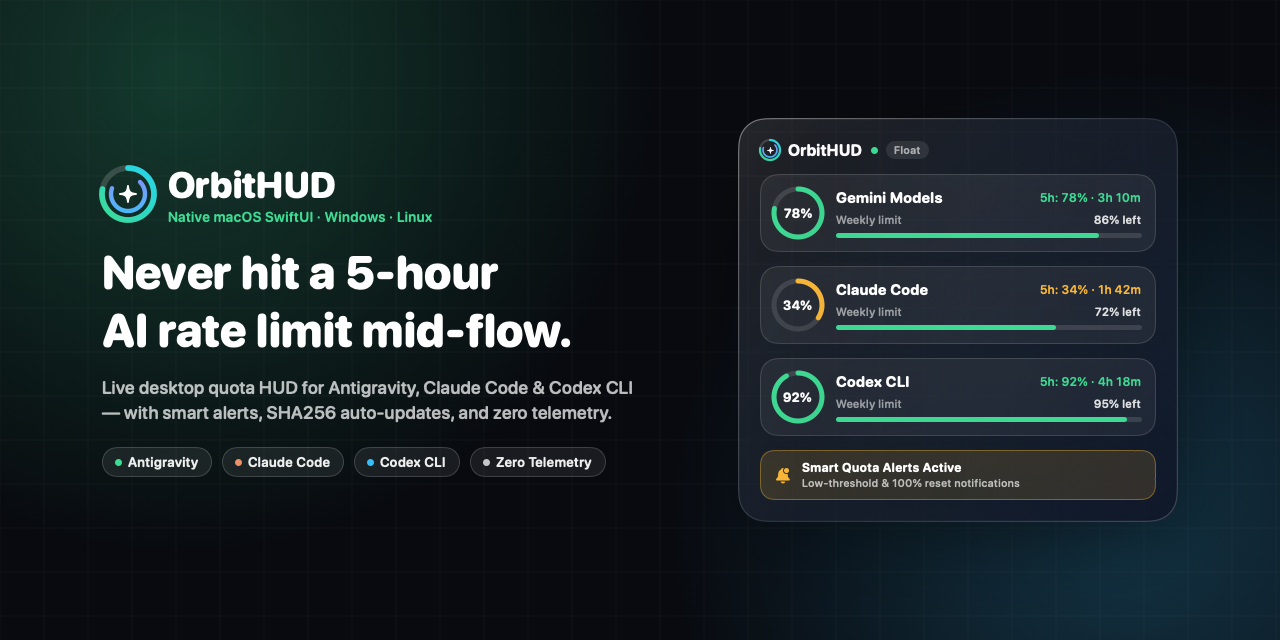 OrbitHUD
Native macOS SwiftUI · Windows · Linux
Never hit a 5-hour
AI rate limit mid-flow.
Live desktop quota HUD for Antigravity, Claude Code & Codex CLI
— with smart alerts, SHA256 auto-updates, and zero telemetry.
Antigravity
Claude Code
Codex CLI
Zero Telemetry
OrbitHUD
Float
78%
Gemini Models
5h: 78% · 3h 10m
Weekly limit
86% left
34%
Claude Code
5h: 34% · 1h 42m
Weekly limit
72% left
92%
Codex CLI
5h: 92% · 4h 18m
Weekly limit
95% left
Smart Quota Alerts Active
Low-threshold & 100% reset notifications